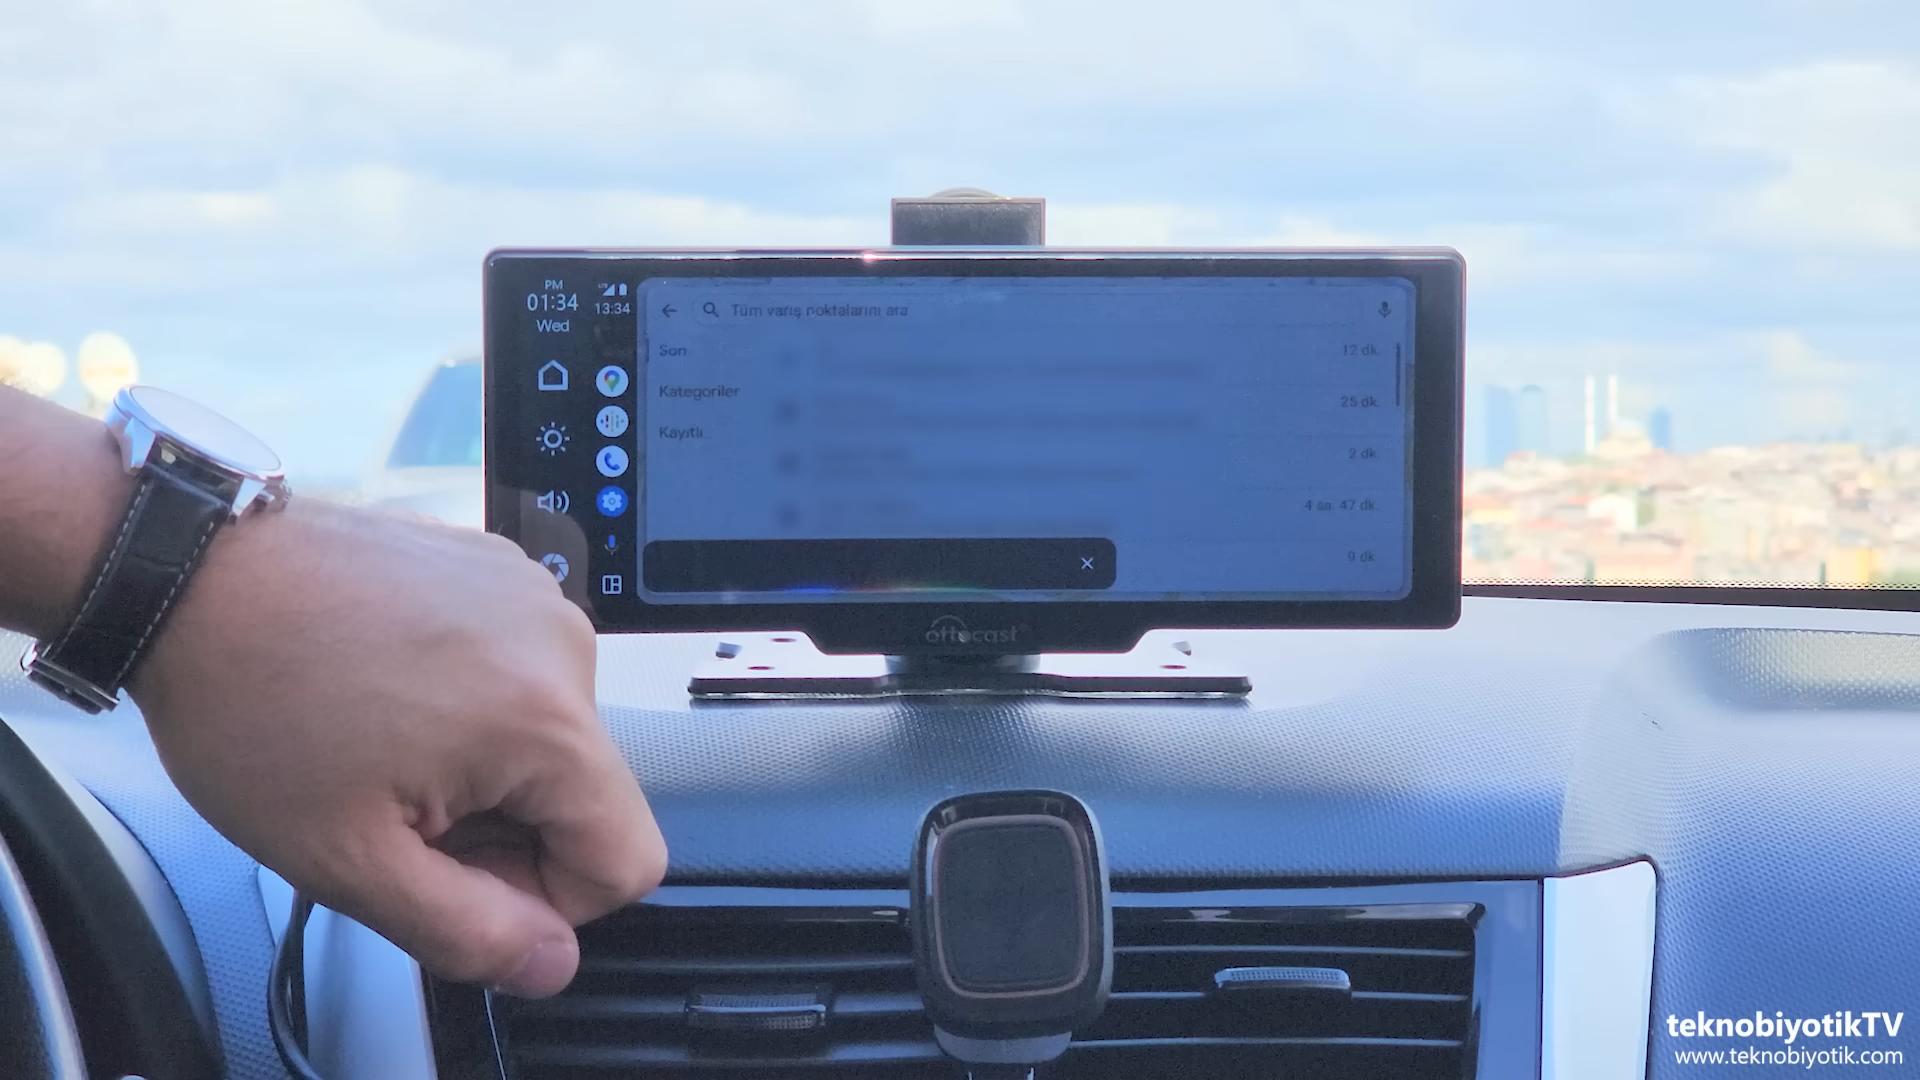 PM
01:34
Wed
LTE
13:34
Tüm varış noktalarını ara
Son
Kategoriler
Kayıtlı
12 dk.
25 dk.
2 dk.
4 sa. 47 dk.
9 dk
ottocast
teknobiyotikTV
www.teknobiyotik.com